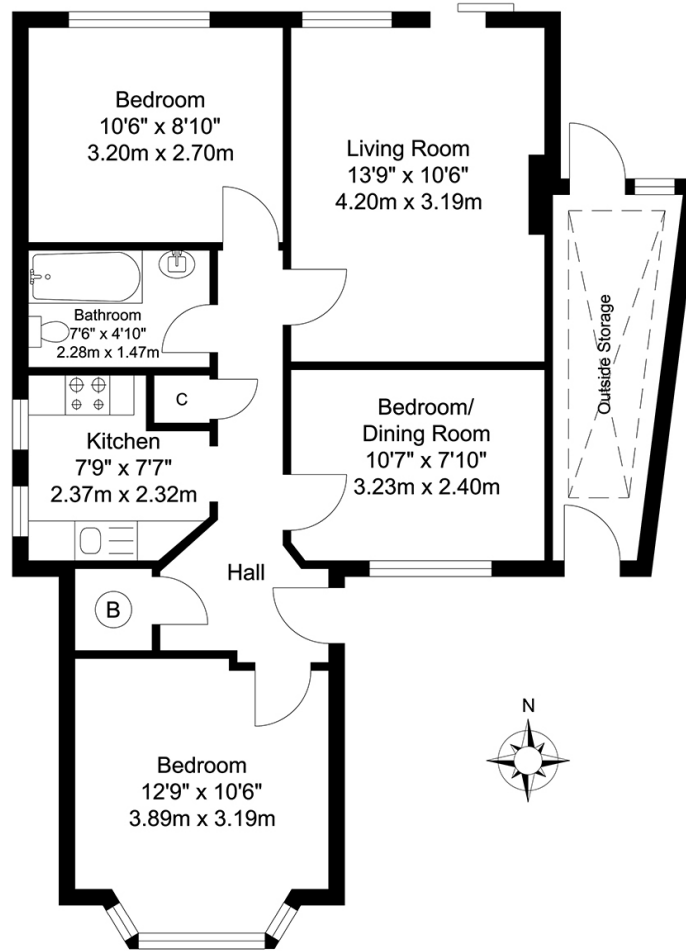 Bedroom
10'6" x 8'10"
3.20m x 2.70m
Living Room
13'9" x 10'6"
4.20m x 3.19m
Bathroom
7'6" x 4'10"
2.28m x 1.47m
Outside Storage
C
Kitchen
7'9" x 7'7"
2.37m x 2.32m
Bedroom/
Dining Room
10'7" x 7'10"
3.23m x 2.40m
Hall
B
N
Bedroom
12'9" x 10'6"
3.89m x 3.19m